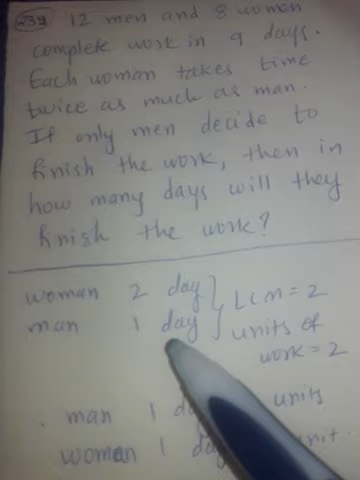 239 12 men and 8 women
complete work in 9 days.
Each woman takes time
twice as much as man.
If only men decide to
finish the work, then in
how many days will they
finish the work?
woman 2 day
man 1 day
LCM = 2
units of
work = 2
∴ man 1 units
woman 1 unit.